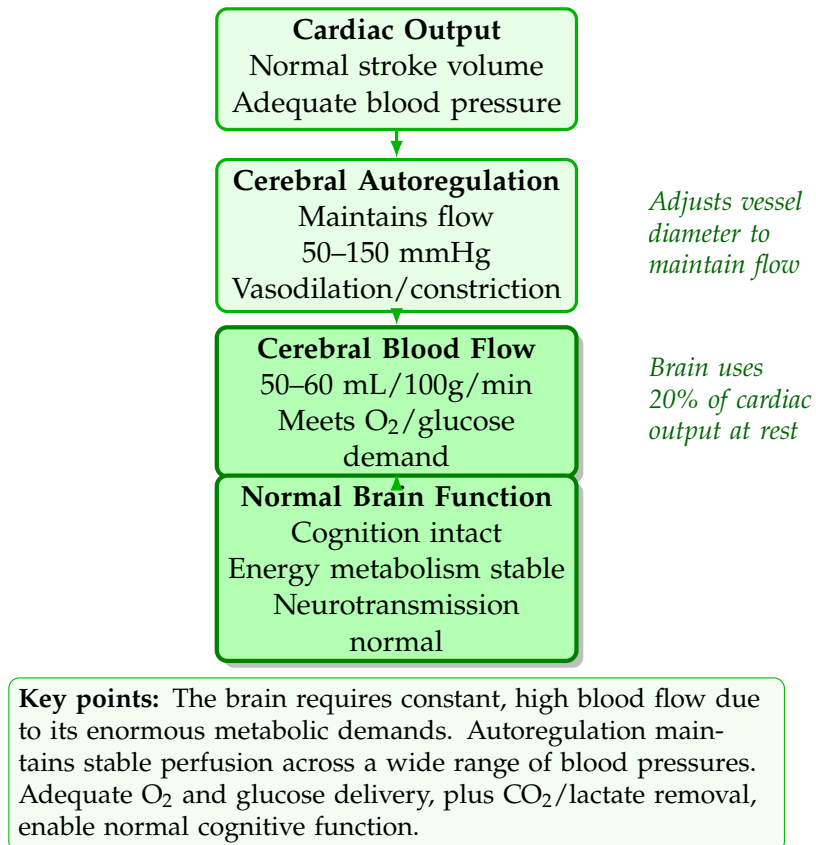 Cardiac Output
Normal stroke volume
Adequate blood pressure
Cerebral Autoregulation
Maintains flow
50–150 mmHg
Vasodilation/constriction
Adjusts vessel
diameter to
maintain flow
Cerebral Blood Flow
50–60 mL/100g/min
Meets O₂/glucose
demand
Brain uses
20% of cardiac
output at rest
Normal Brain Function
Cognition intact
Energy metabolism stable
Neurotransmission
normal
Key points: The brain requires constant, high blood flow due
to its enormous metabolic demands. Autoregulation main-
tains stable perfusion across a wide range of blood pressures.
Adequate O₂ and glucose delivery, plus CO₂/lactate removal,
enable normal cognitive function.